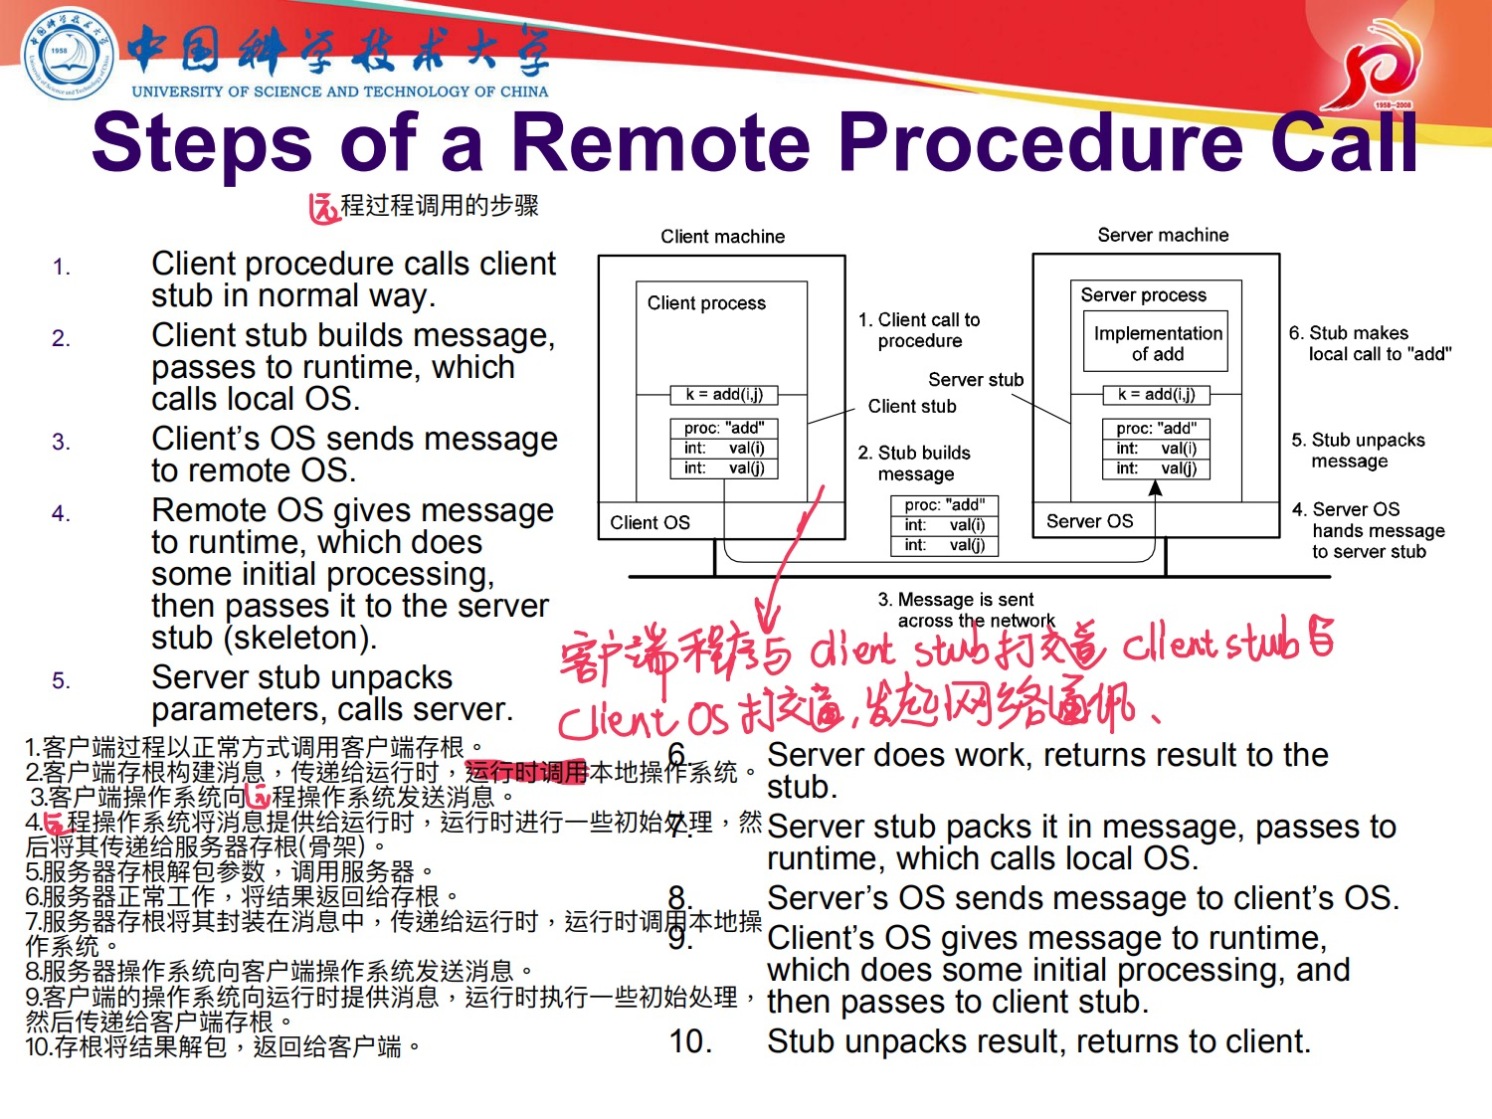 中国科学技术大学
UNIVERSITY OF SCIENCE AND TECHNOLOGY OF CHINA
1958
1958-2008
Steps of a Remote Procedure Call
远程过程调用的步骤
1. Client procedure calls client
stub in normal way.
2. Client stub builds message,
passes to runtime, which
calls local OS.
3. Client's OS sends message
to remote OS.
4. Remote OS gives message
to runtime, which does
some initial processing,
then passes it to the server
stub (skeleton).
5. Server stub unpacks
parameters, calls server.
Client machine
Client process
k = add(i,j)
proc: "add"
int: val(i)
int: val(j)
Client OS
1. Client call to
procedure
Server stub
Client stub
2. Stub builds
message
proc: "add"
int: val(i)
int: val(j)
3. Message is sent
across the network
Server machine
Server process
Implementation
of add
k = add(i,j)
proc: "add"
int: val(i)
int: val(j)
Server OS
6. Stub makes
local call to "add"
5. Stub unpacks
message
4. Server OS
hands message
to server stub
客户端程序与 client stub 打交道 client stub 与
Client OS 打交道,发起网络通讯、
1.客户端过程以正常方式调用客户端存根。
2.客户端存根构建消息，传递给运行时，运行时调用本地操作系统。
3.客户端操作系统向远程操作系统发送消息。
4.远程操作系统将消息提供给运行时，运行时进行一些初始处理，然
后将其传递给服务器存根(骨架)。
5.服务器存根解包参数，调用服务器。
6.服务器正常工作，将结果返回给存根。
7.服务器存根将其封装在消息中，传递给运行时，运行时调用本地操
作系统。
8.服务器操作系统向客户端操作系统发送消息。
9.客户端的操作系统向运行时提供消息，运行时执行一些初始处理，
然后传递给客户端存根。
10.存根将结果解包，返回给客户端。
6. Server does work, returns result to the
stub.
7. Server stub packs it in message, passes to
runtime, which calls local OS.
8. Server's OS sends message to client's OS.
9. Client's OS gives message to runtime,
which does some initial processing, and
then passes to client stub.
10. Stub unpacks result, returns to client.